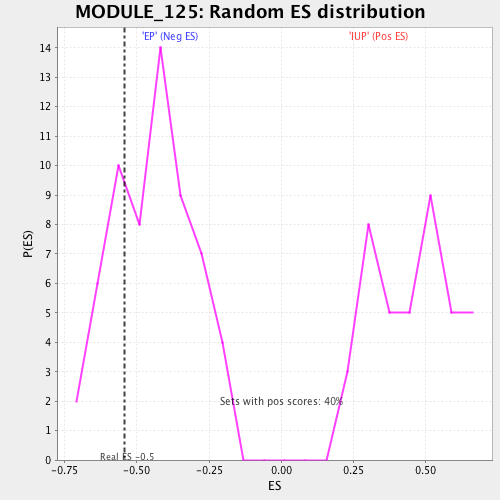 MODULE_125: Random ES distribution
'EP' (Neg ES) 'IUP' (Pos ES)
14
13
12
11
10
9
8
7
6
5
4
3
2
1
0
P(ES)
Sets with pos scores: 40%
Real ES -0.5
-0.75 -0.50 -0.25 0.00 0.25 0.50
ES